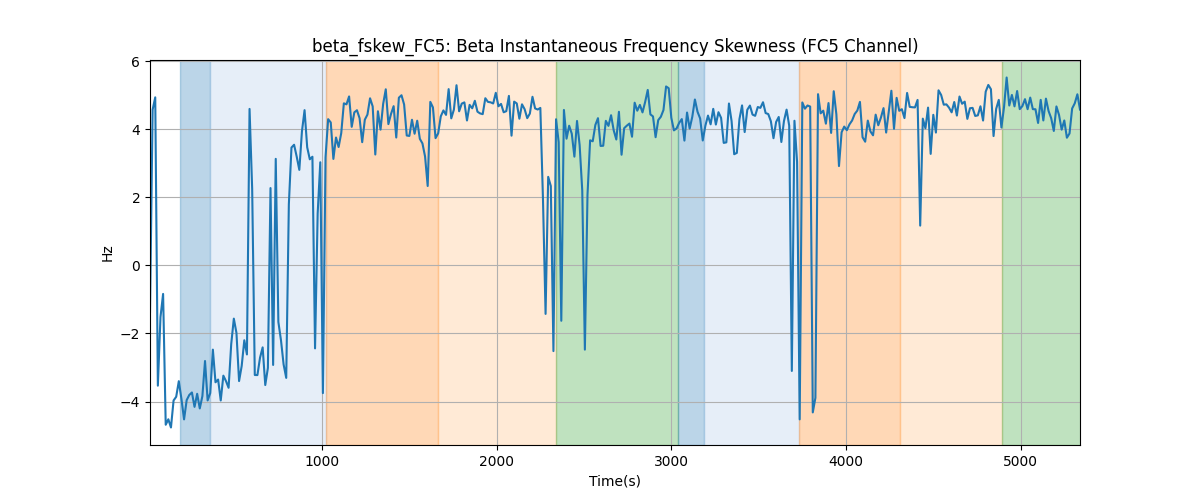 beta_fskew_FC5: Beta Instantaneous Frequency Skewness (FC5 Channel)
6
4
2
0
−2
−4
Hz
1000 2000 3000 4000 5000
Time(s)